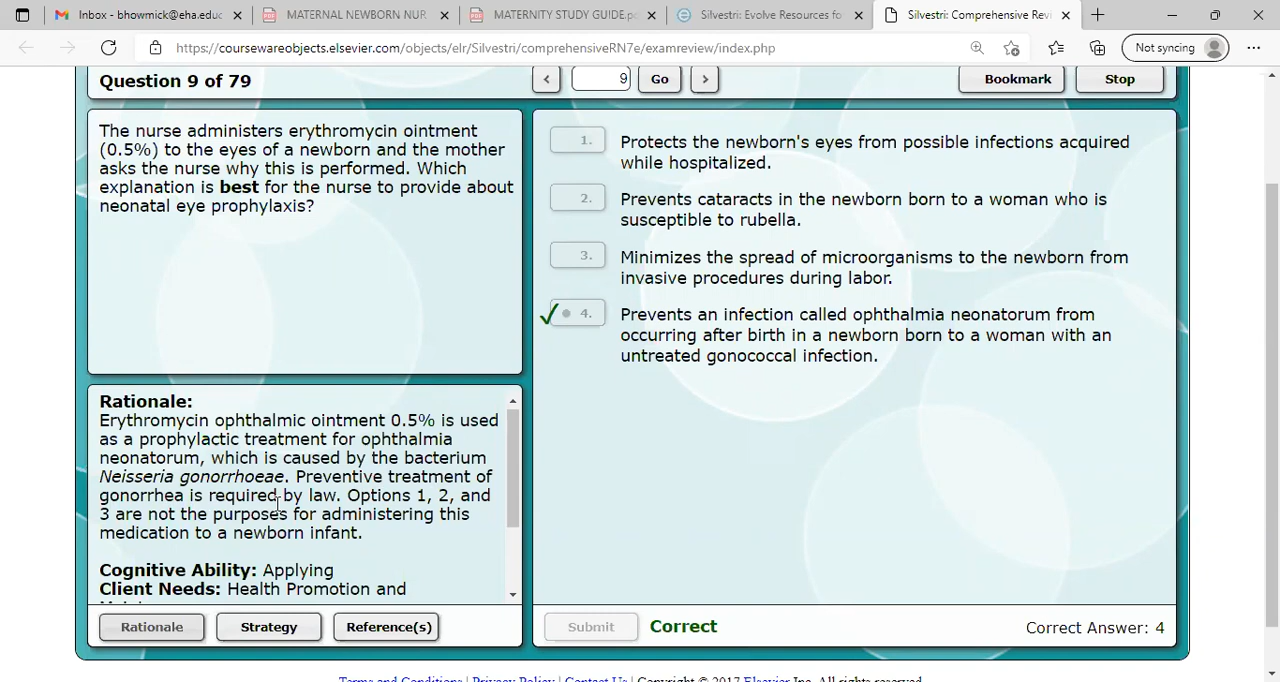 Inbox - bhowmick@eha.educ
MATERNAL NEWBORN NUR
MATERNITY STUDY GUIDE.pd
Silvestri: Evolve Resources fo
Silvestri: Comprehensive Rev
https://coursewareobjects.elsevier.com/objects/elr/Silvestri/comprehensiveRN7e/examreview/index.php
Not syncing
Question 9 of 79
9
Go
Bookmark
Stop
The nurse administers erythromycin ointment
(0.5%) to the eyes of a newborn and the mother
asks the nurse why this is performed. Which
explanation is best for the nurse to provide about
neonatal eye prophylaxis?
1. Protects the newborn's eyes from possible infections acquired
while hospitalized.
2. Prevents cataracts in the newborn born to a woman who is
susceptible to rubella.
3. Minimizes the spread of microorganisms to the newborn from
invasive procedures during labor.
4. Prevents an infection called ophthalmia neonatorum from
occurring after birth in a newborn born to a woman with an
untreated gonococcal infection.
Rationale:
Erythromycin ophthalmic ointment 0.5% is used
as a prophylactic treatment for ophthalmia
neonatorum, which is caused by the bacterium
Neisseria gonorrhoeae. Preventive treatment of
gonorrhea is required by law. Options 1, 2, and
3 are not the purposes for administering this
medication to a newborn infant.
Cognitive Ability: Applying
Client Needs: Health Promotion and
Rationale
Strategy
Reference(s)
Submit
Correct
Correct Answer: 4
Terms and Conditions | Privacy Policy | Contact Us | Copyright © 2017 Elsevier Inc. All rights reserved.